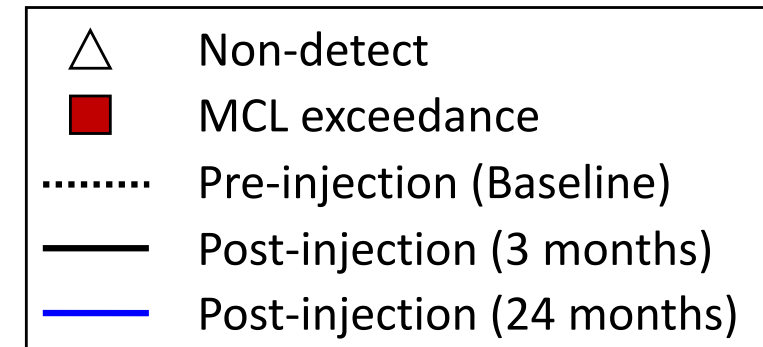 Non-detect
MCL exceedance
Pre-injection (Baseline)
Post-injection (3 months)
Post-injection (24 months)